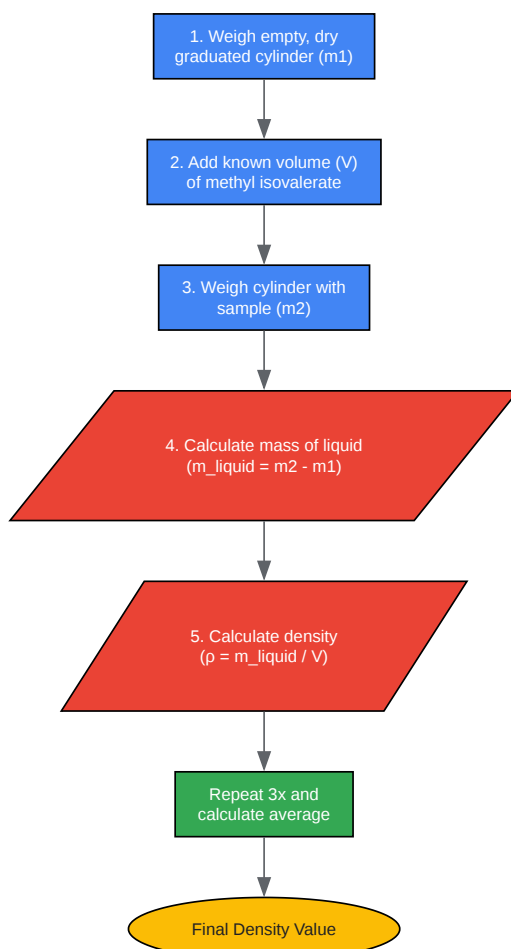 1. Weigh empty, dry
graduated cylinder (m1)
2. Add known volume (V)
of methyl isovalerate
3. Weigh cylinder with
sample (m2)
4. Calculate mass of liquid
(m_liquid = m2 - m1)
5. Calculate density
(ρ = m_liquid / V)
Repeat 3x and
calculate average
Final Density Value